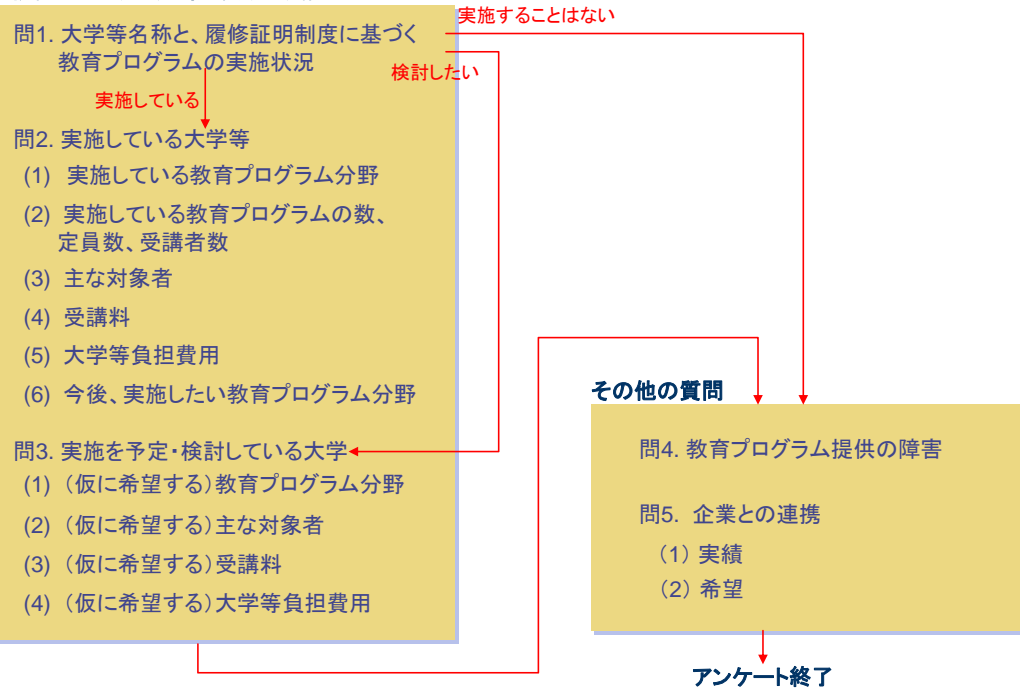 実施することはない
問1. 大学等名称と、履修証明制度に基づく
教育プログラムの実施状況
検討したい
実施している
問2. 実施している大学等
(1) 実施している教育プログラム分野
(2) 実施している教育プログラムの数、
定員数、受講者数
(3) 主な対象者
(4) 受講料
(5) 大学等負担費用
(6) 今後、実施したい教育プログラム分野
問3. 実施を予定・検討している大学
(1) （仮に希望する）教育プログラム分野
(2) （仮に希望する）主な対象者
(3) （仮に希望する）受講料
(4) （仮に希望する）大学等負担費用
その他の質問
問4. 教育プログラム提供の障害
問5. 企業との連携
（1） 実績
（2） 希望
アンケート終了